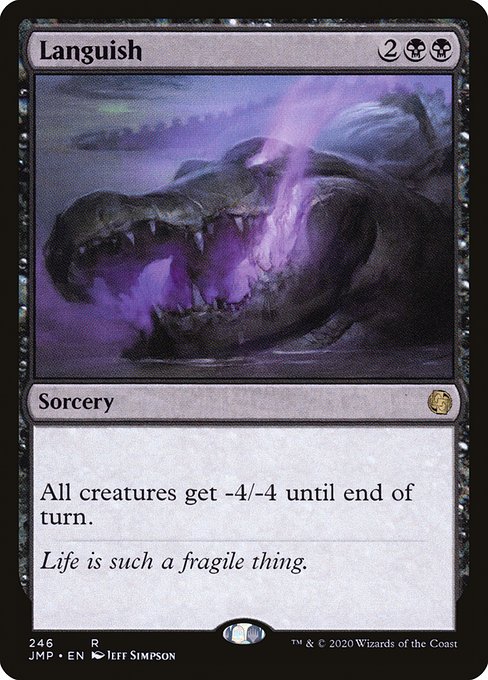 Languish 2
Sorcery
All creatures get -4/-4 until end of
turn.
Life is such a fragile thing.
246 R
JMP • EN Jeff Simpson
™ & © 2020 Wizards of the Coast